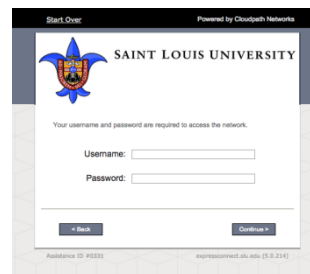 Start Over Powered by Cloudpath Networks
SAINT LOUIS UNIVERSITY
Your username and password are required to access the network.
Username:
Password:
< Back Continue >
Assistance ID: #0331 expressconnect.slu.edu [5.0.214]